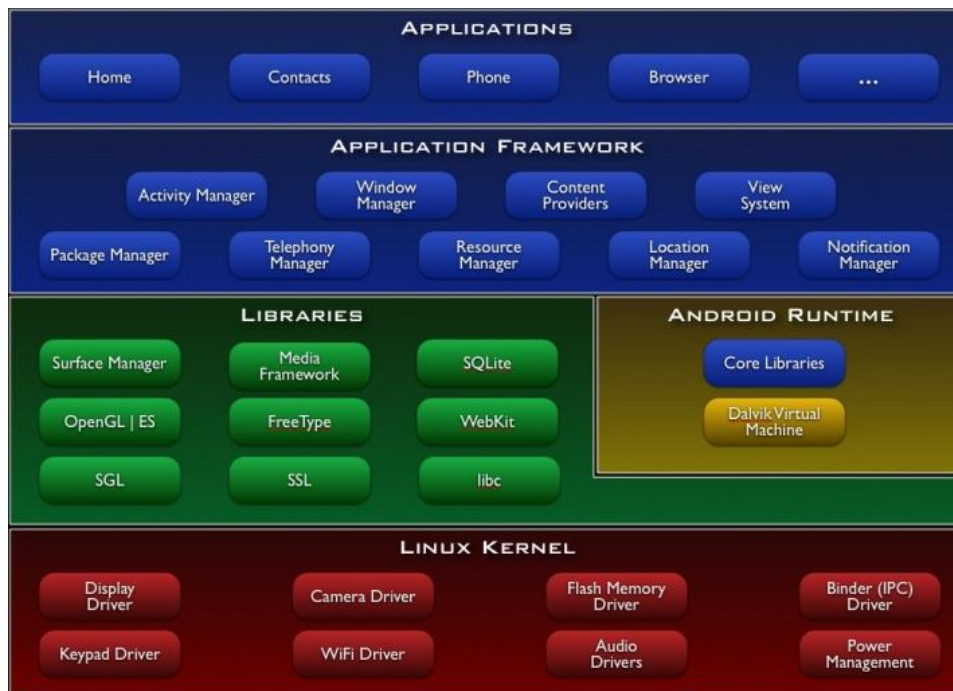 APPLICATIONS
Home
Contacts
Phone
Browser
...
APPLICATION FRAMEWORK
Activity Manager
Window
Manager
Content
Providers
View
System
Package Manager
Telephony
Manager
Resource
Manager
Location
Manager
Notification
Manager
LIBRARIES
Surface Manager
Media
Framework
SQLite
OpenGL | ES
FreeType
WebKit
SGL
SSL
libc
ANDROID RUNTIME
Core Libraries
Dalvik Virtual
Machine
LINUX KERNEL
Display
Driver
Camera Driver
Flash Memory
Driver
Binder (IPC)
Driver
Keypad Driver
WiFi Driver
Audio
Drivers
Power
Management